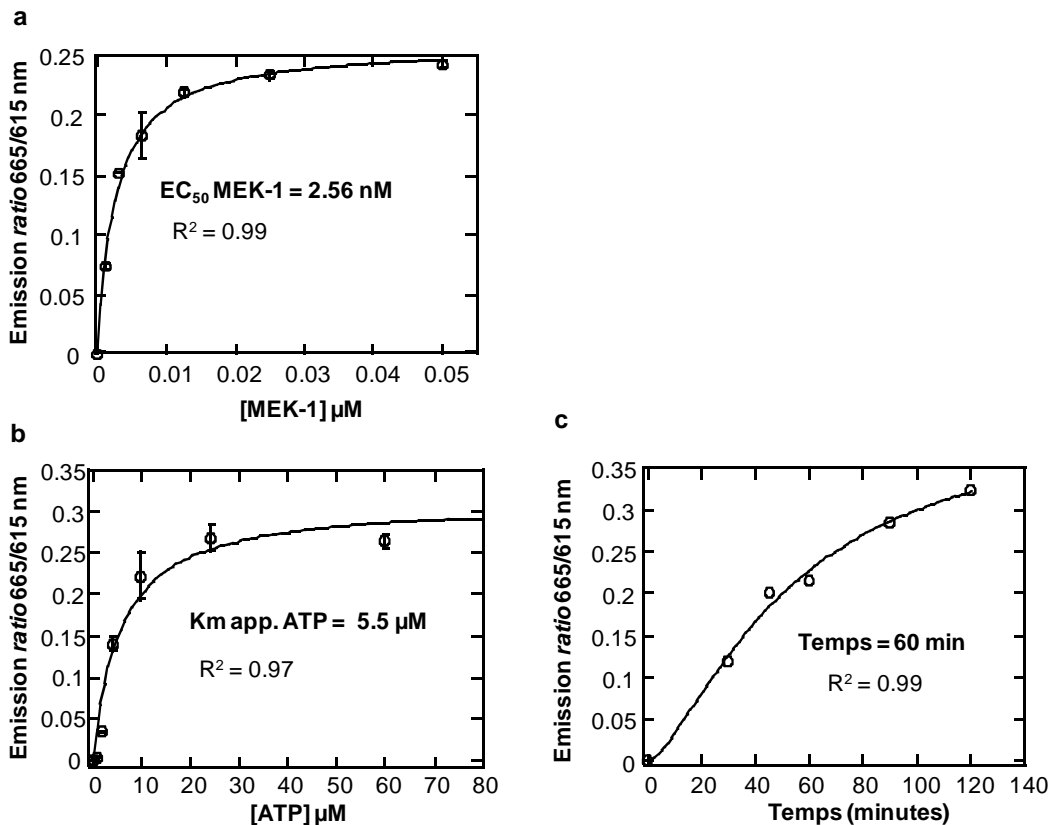 a
Emission ratio 665/615 nm
0.25
0.2
0.15
0.1
0.05
0
EC50 MEK-1 = 2.56 nM
R2 = 0.99
0 0.01 0.02 0.03 0.04 0.05
[MEK-1] µM
b
Emission ratio 665/615 nm
0.35
0.3
0.25
0.2
0.15
0.1
0.05
0
Km app. ATP = 5.5 µM
R2 = 0.97
0 10 20 30 40 50 60 70 80
[ATP] µM
c
Emission ratio 665/615 nm
0.35
0.3
0.25
0.2
0.15
0.1
0.05
0
Temps = 60 min
R2 = 0.99
0 20 40 60 80 100 120 140
Temps (minutes)